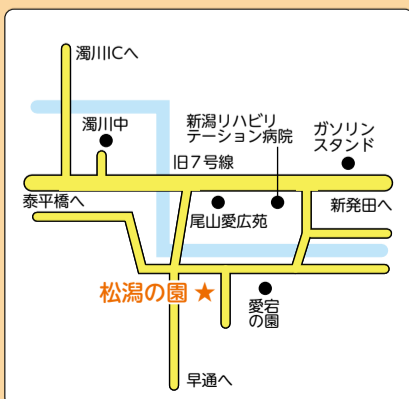 濁川ICへ
濁川中
新潟リハビリ
テーション病院
ガソリン
スタンド
旧7号線
泰平橋へ
尾山愛広苑
新発田へ
松潟の園 ★
愛宕
の園
早通へ